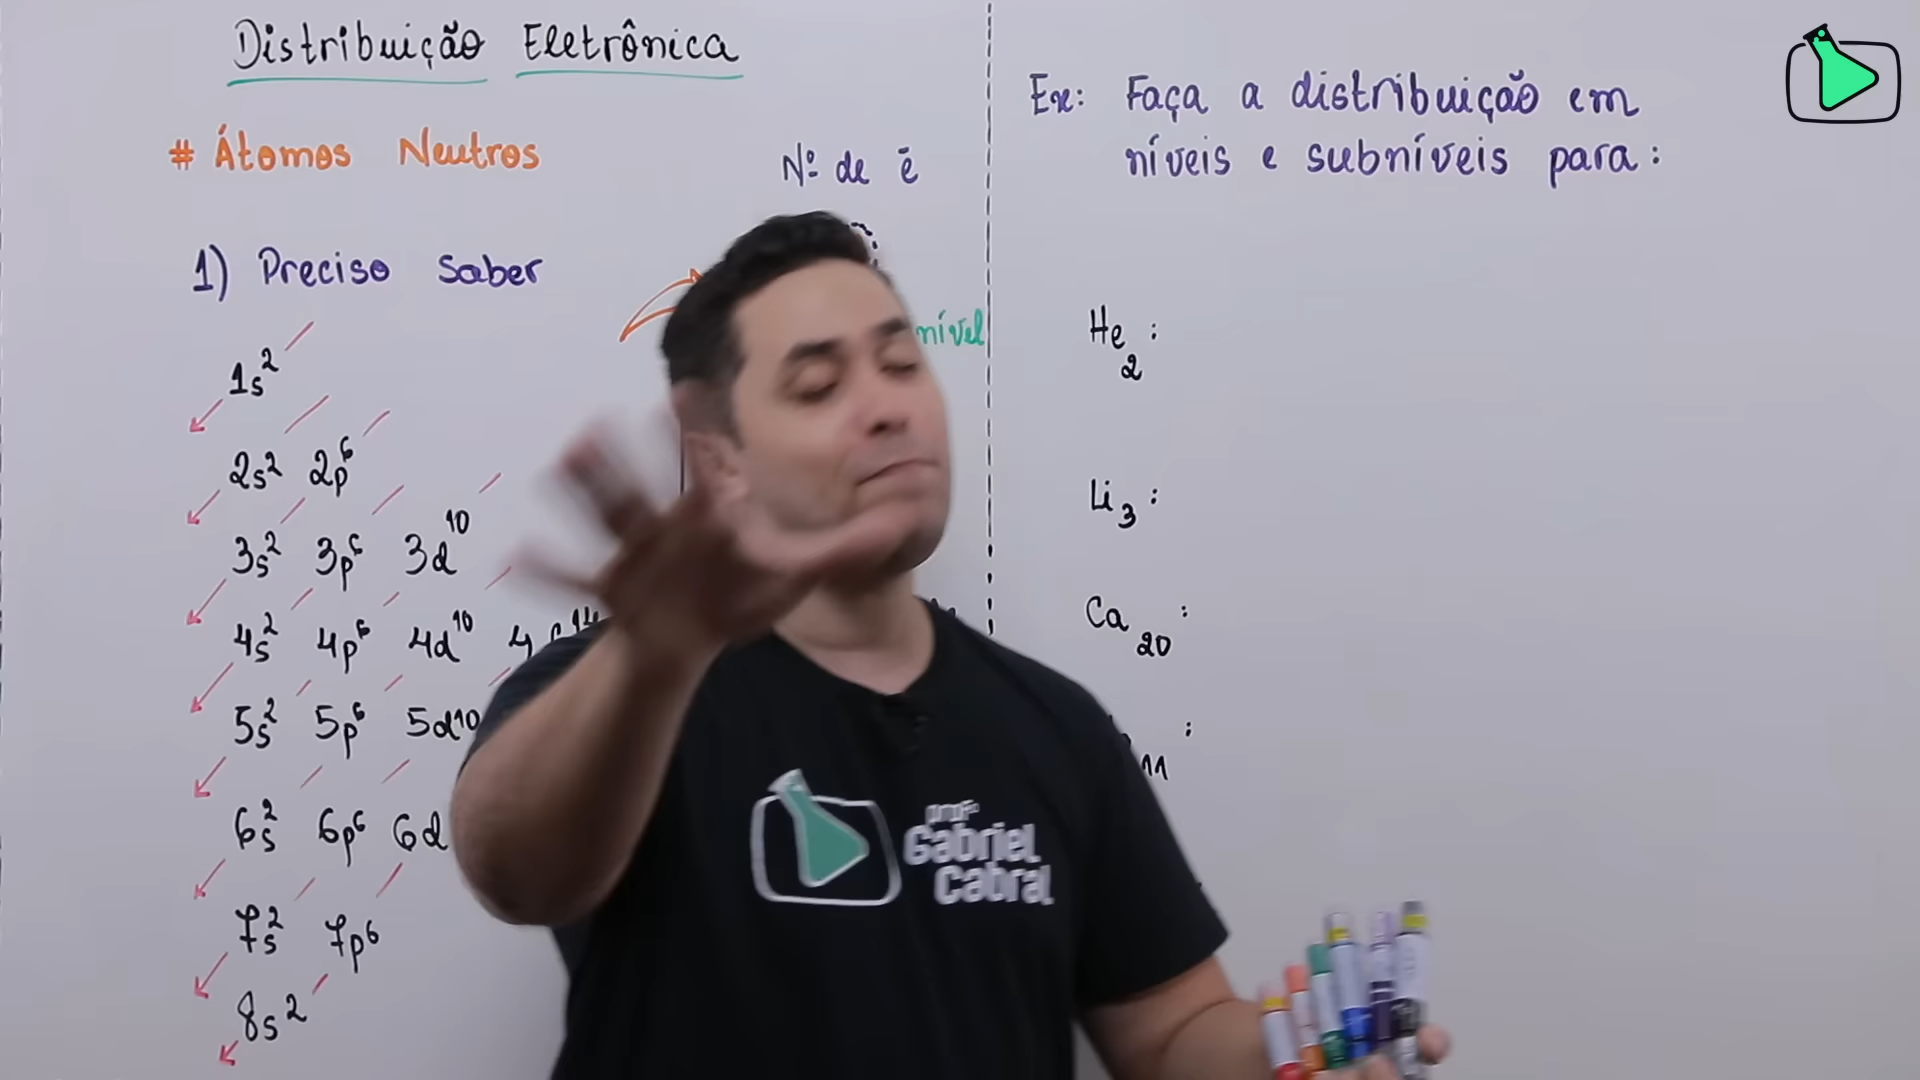 Distribuição Eletrônica
# Átomos Neutros
Nº de ē
1) Preciso saber
nível
1s²
2s² 2p⁶
3s² 3p⁶ 3d¹⁰
4s² 4p⁶ 4d¹⁰ 4f¹⁴
5s² 5p⁶ 5d¹⁰
6s² 6p⁶ 6d
7s² 7p⁶
8s²
Ex: Faça a distribuição em
níveis e subníveis para:
He₂ :
Li₃ :
Ca₂₀ :
₁₁ :
prof.
Gabriel
Cabral